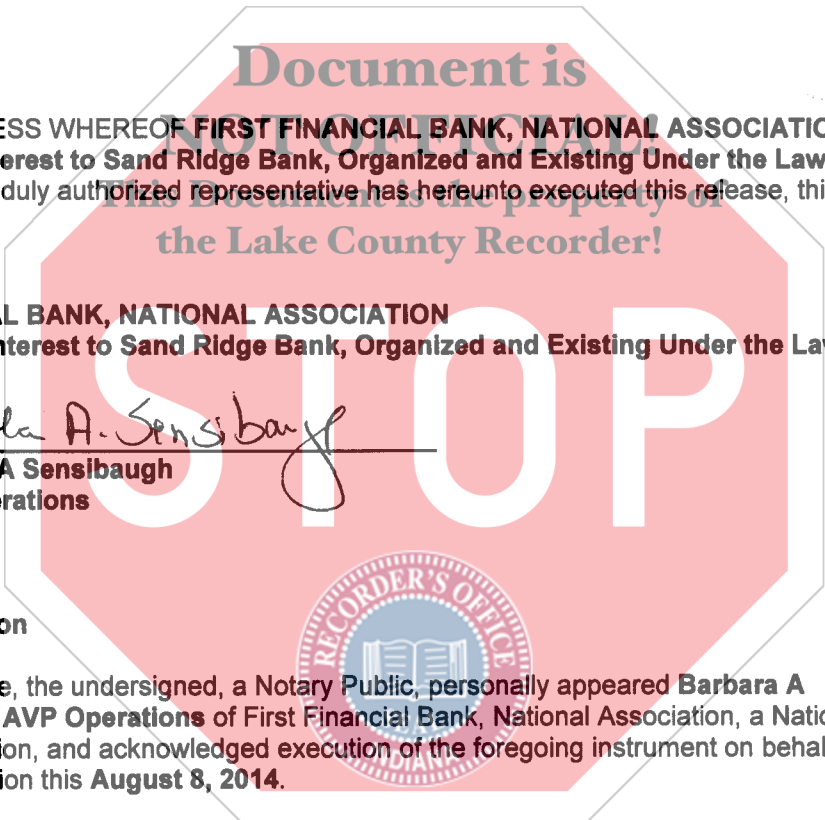 Document is
NOT OFFICIAL!
ESS WHEREOF FIRST FINANCIAL BANK, NATIONAL ASSOCIATIO
erest to Sand Ridge Bank, Organized and Existing Under the Law
duly authorized representative has hereunto executed this release, thi
This Document is the property of
the Lake County Recorder!
AL BANK, NATIONAL ASSOCIATION
nterest to Sand Ridge Bank, Organized and Existing Under the Law
STOP
la A. Sensibaugh
A Sensibaugh
erations
RECORDER'S OFFICE
on
e, the undersigned, a Notary Public, personally appeared Barbara A
AVP Operations of First Financial Bank, National Association, a Natio
ion, and acknowledged execution of the foregoing instrument on behal
ion this August 8, 2014.
INDIANA